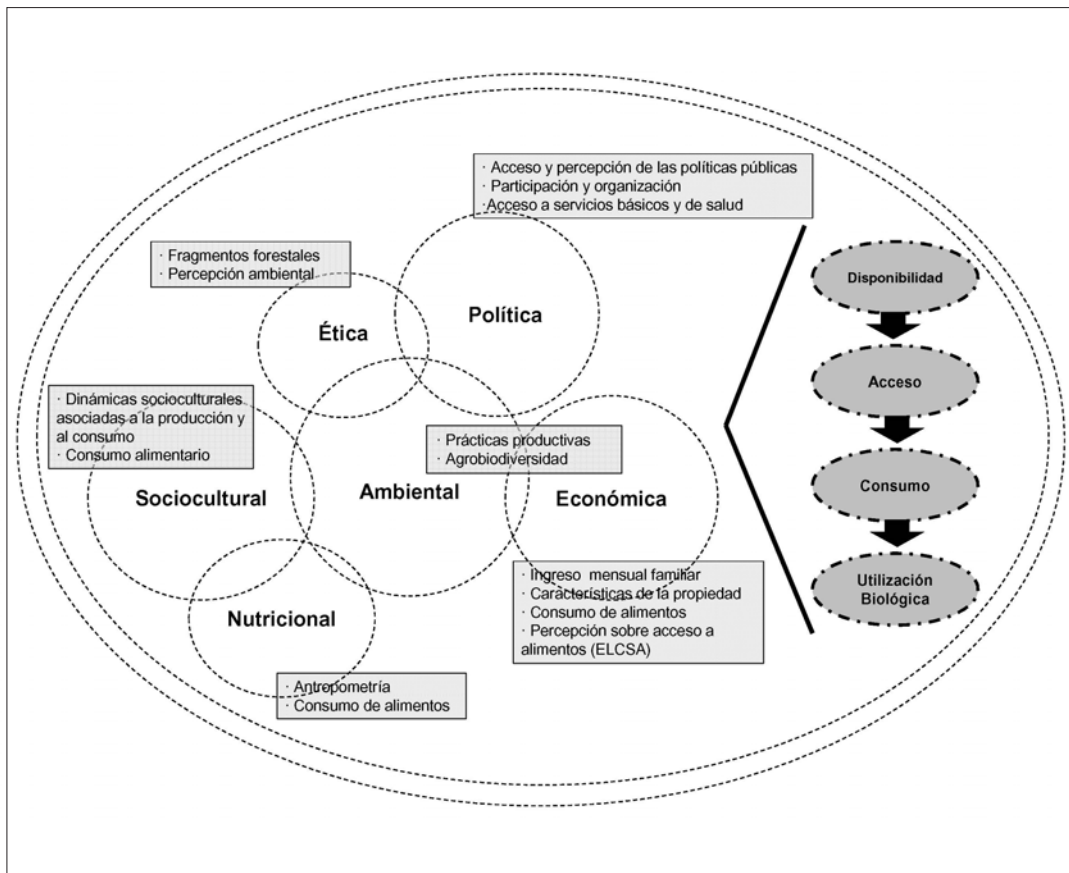 · Acceso y percepción de las políticas públicas
· Participación y organización
·Acceso a servicios básicos y de salud
· Fragmentos forestales
· Percepción ambiental
Ética
Política
· Dinámicas socioculturales
asociadas a la producción y
al consumo
· Consumo alimentario
· Prácticas productivas
· Agrobiodiversidad
Sociocultural
Ambiental
Económica
· Ingreso mensual familiar
· Características de la propiedad
· Consumo de alimentos
· Percepción sobre acceso a
alimentos (ELCSA)
Nutricional
· Antropometría
· Consumo de alimentos
Disponibilidad
Acceso
Consumo
Utilización
Biológica